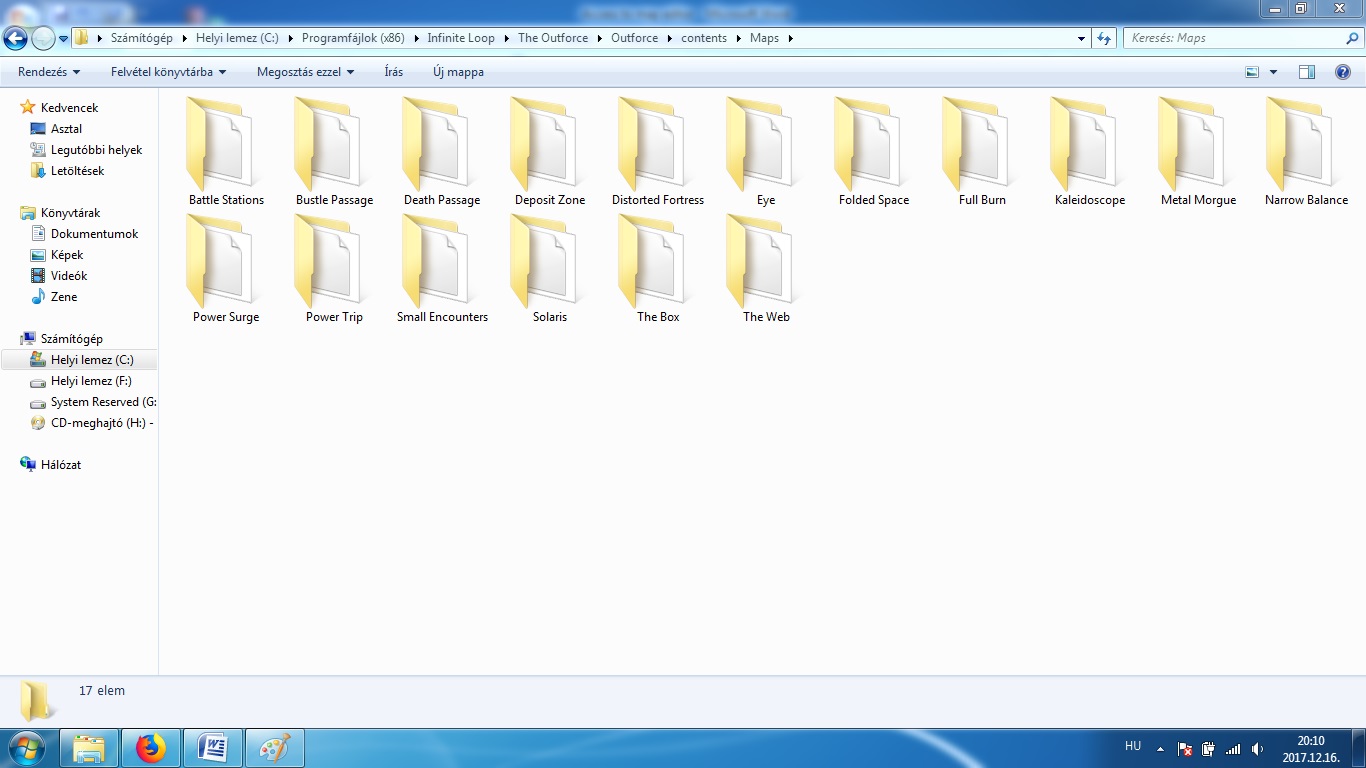 Számítógép Helyi lemez (C:) Programfájlok (x86) Infinite Loop The Outforce Outforce contents Maps Keresés: Maps
Rendezés Felvétel könyvtárba Megosztás ezzel Írás Új mappa
Kedvencek
Asztal
Legutóbbi helyek
Letöltések
Könyvtárak
Dokumentumok
Képek
Videók
Zene
Számítógép
Helyi lemez (C:)
Helyi lemez (F:)
System Reserved (G:
CD-meghajtó (H:) -
Hálózat
Battle Stations Bustle Passage Death Passage Deposit Zone Distorted Fortress Eye Folded Space Full Burn Kaleidoscope Metal Morgue Narrow Balance
Power Surge Power Trip Small Encounters Solaris The Box The Web
17 elem
HU
20:10
2017.12.16.